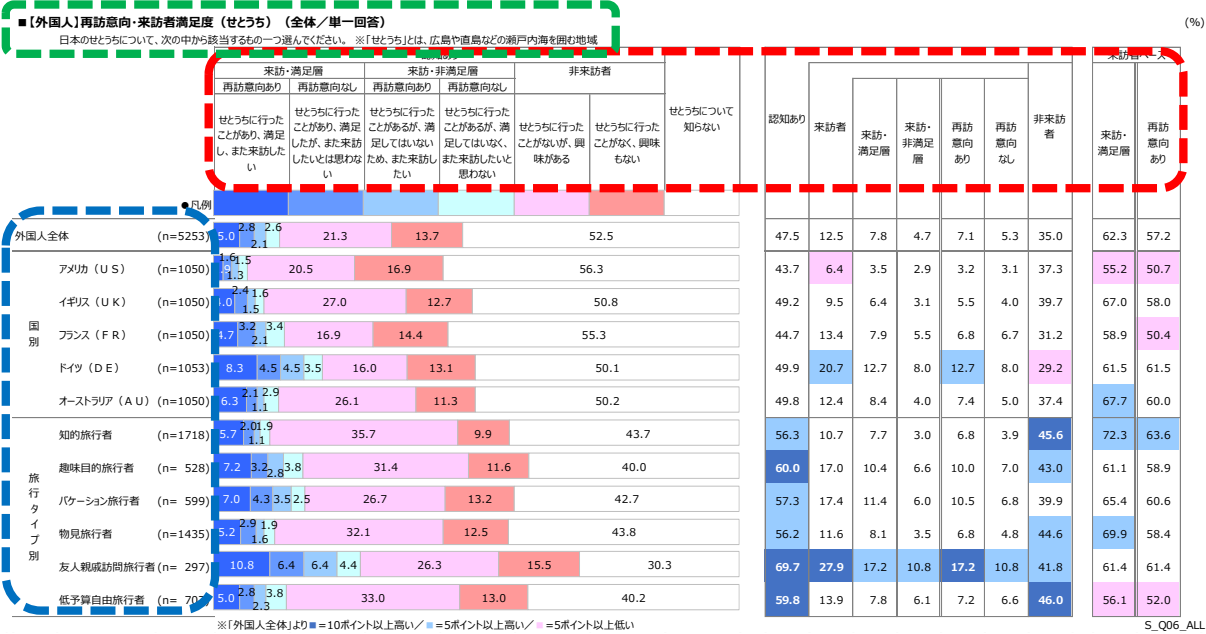 ■【外国人】再訪意向・来訪者満足度（せとうち）（全体／単一回答）
(%)
日本のせとうちについて、次の中から該当するもの一つ選んでください。 ※「せとうち」とは、広島や直島などの瀬戸内海を囲む地域
来訪者ベース
来訪・満足層 来訪・非満足層 非来訪者
再訪意向あり 再訪意向なし 再訪意向あり 再訪意向なし
せとうちに行ったことがあり、満足し、また来訪したい
せとうちに行ったことがあり、満足したが、また来訪したいとは思わない
せとうちに行ったことがあるが、満足してはいないため、また来訪したい
せとうちに行ったことがあるが、満足してはいなく、また来訪したいと思わない
せとうちに行ったことがないが、興味がある
せとうちに行ったことがなく、興味もない
せとうちについて知らない
認知あり 来訪者 来訪・満足層 来訪・非満足層 再訪意向あり 再訪意向なし 非来訪者 来訪・満足層 再訪意向あり
●凡例
外国人全体 (n=5253) 5.0 2.8 2.1 2.6 21.3 13.7 52.5 47.5 12.5 7.8 4.7 7.1 5.3 35.0 62.3 57.2
国別
アメリカ（US） (n=1050) 1.6 1.3 1.5 20.5 16.9 56.3 43.7 6.4 3.5 2.9 3.2 3.1 37.3 55.2 50.7
イギリス（UK） (n=1050) 4.0 2.4 1.5 1.6 27.0 12.7 50.8 49.2 9.5 6.4 3.1 5.5 4.0 39.7 67.0 58.0
フランス（FR） (n=1050) 4.7 3.2 2.1 3.4 16.9 14.4 55.3 44.7 13.4 7.9 5.5 6.8 6.7 31.2 58.9 50.4
ドイツ（DE） (n=1053) 8.3 4.5 4.5 3.5 16.0 13.1 50.1 49.9 20.7 12.7 8.0 12.7 8.0 29.2 61.5 61.5
オーストラリア（AU） (n=1050) 6.3 2.1 1.1 2.9 26.1 11.3 50.2 49.8 12.4 8.4 4.0 7.4 5.0 37.4 67.7 60.0
旅行タイプ別
知的旅行者 (n=1718) 5.7 2.0 1.1 1.9 35.7 9.9 43.7 56.3 10.7 7.7 3.0 6.8 3.9 45.6 72.3 63.6
趣味目的旅行者 (n= 528) 7.2 3.2 2.8 3.8 31.4 11.6 40.0 60.0 17.0 10.4 6.6 10.0 7.0 43.0 61.1 58.9
バケーション旅行者 (n= 599) 7.0 4.3 3.5 2.5 26.7 13.2 42.7 57.3 17.4 11.4 6.0 10.5 6.8 39.9 65.4 60.6
物見旅行者 (n=1435) 5.2 2.9 1.6 1.9 32.1 12.5 43.8 56.2 11.6 8.1 3.5 6.8 4.8 44.6 69.9 58.4
友人親戚訪問旅行者 (n= 297) 10.8 6.4 6.4 4.4 26.3 15.5 30.3 69.7 27.9 17.2 10.8 17.2 10.8 41.8 61.4 61.4
低予算自由旅行者 5.0 2.8 2.3 3.8 33.0 13.0 40.2 59.8 13.9 7.8 6.1 7.2 6.6 46.0 56.1 52.0
※「外国人全体」より■=10ポイント以上高い／■=5ポイント以上高い／■=5ポイント以上低い
S_Q06_ALL